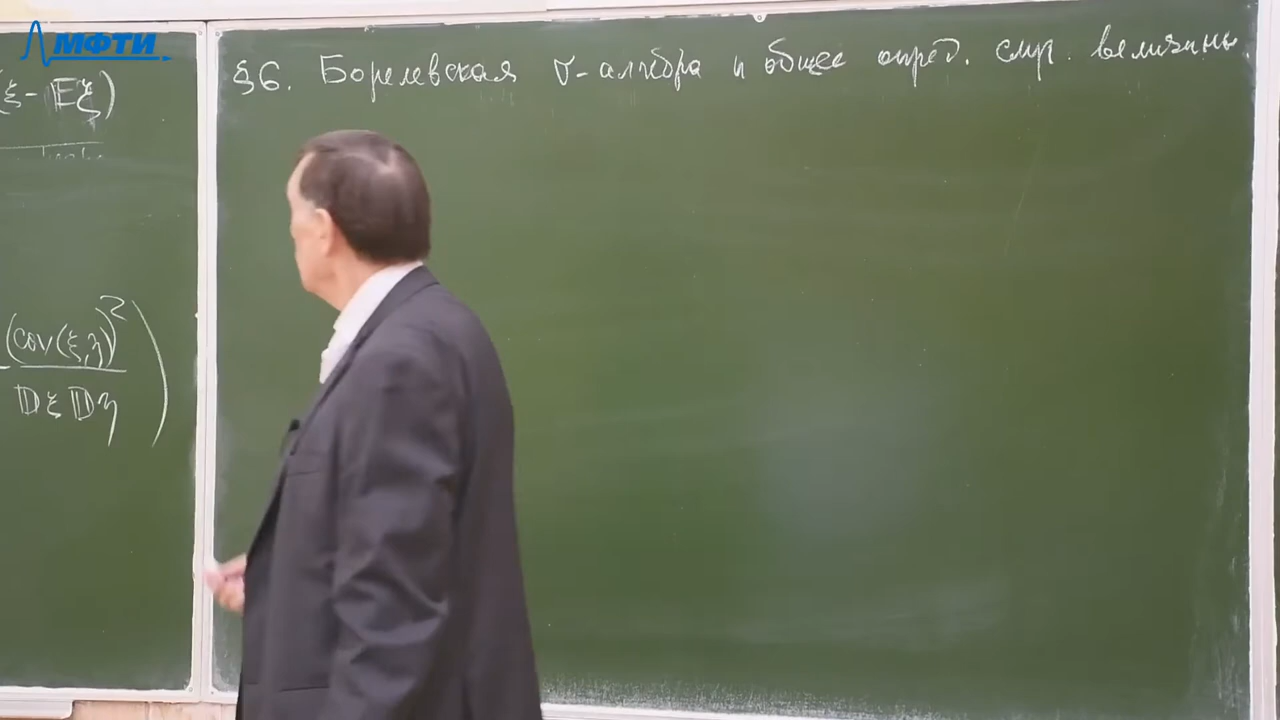 МФТИ
(ξ - Eξ)
(cov(ξ,η))²
Dξ Dη
§6. Борелевская σ-алгебра и общее опред. случ. величины.